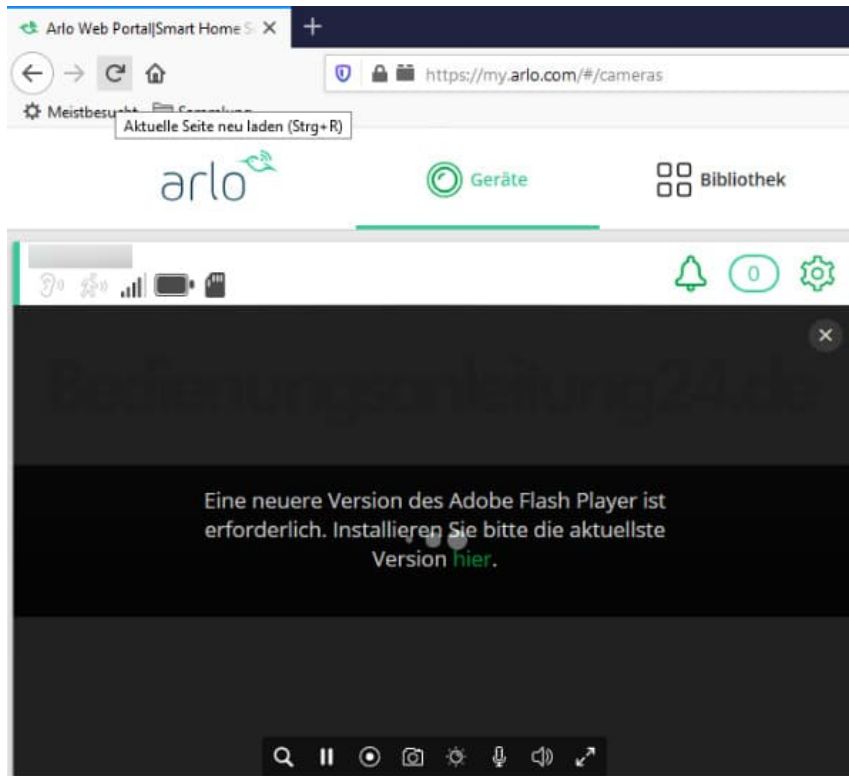 Arlo Web Portal|Smart Home S
https://my.arlo.com/#/cameras
Meistbesucht
Aktuelle Seite neu laden (Strg+R)
arlo
Geräte
Bibliothek
0
Bedienungsanleitung24.de
Eine neuere Version des Adobe Flash Player ist
erforderlich. Installieren Sie bitte die aktuellste
Version hier.